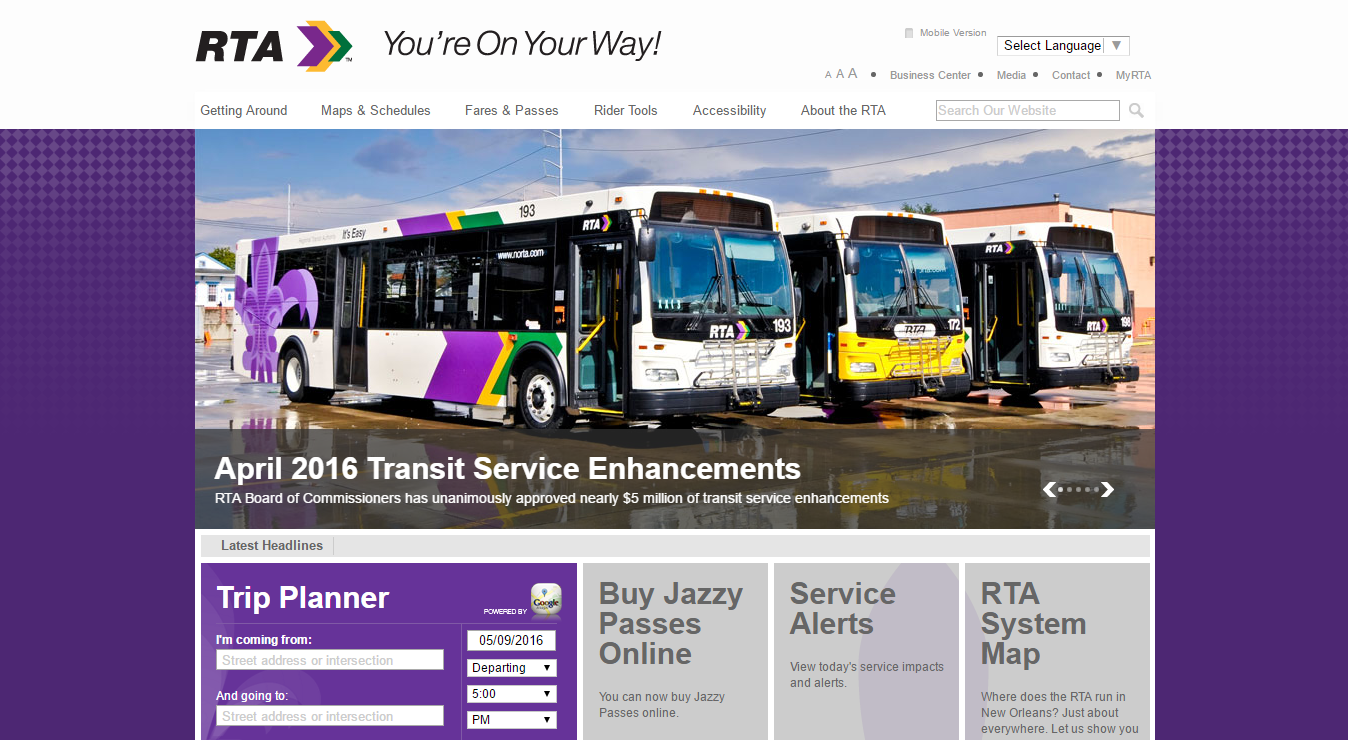 RTA
TM
You're On Your Way!
Mobile Version
Select Language ▼
A A A • Business Center • Media • Contact • MyRTA
Getting Around
Maps & Schedules
Fares & Passes
Rider Tools
Accessibility
About the RTA
Search Our Website
193
It's Easy
RTA
www.norta.com
RTA
193
RTA
172
RTA
RTA
198
April 2016 Transit Service Enhancements
RTA Board of Commissioners has unanimously approved nearly $5 million of transit service enhancements
Latest Headlines
Trip Planner
POWERED BY
Google
I'm coming from:
Street address or intersection
And going to:
Street address or intersection
05/09/2016
Departing
5:00
PM
Buy Jazzy
Passes
Online
You can now buy Jazzy
Passes online.
Service
Alerts
View today's service impacts
and alerts.
RTA
System
Map
Where does the RTA run in
New Orleans? Just about
everywhere. Let us show you